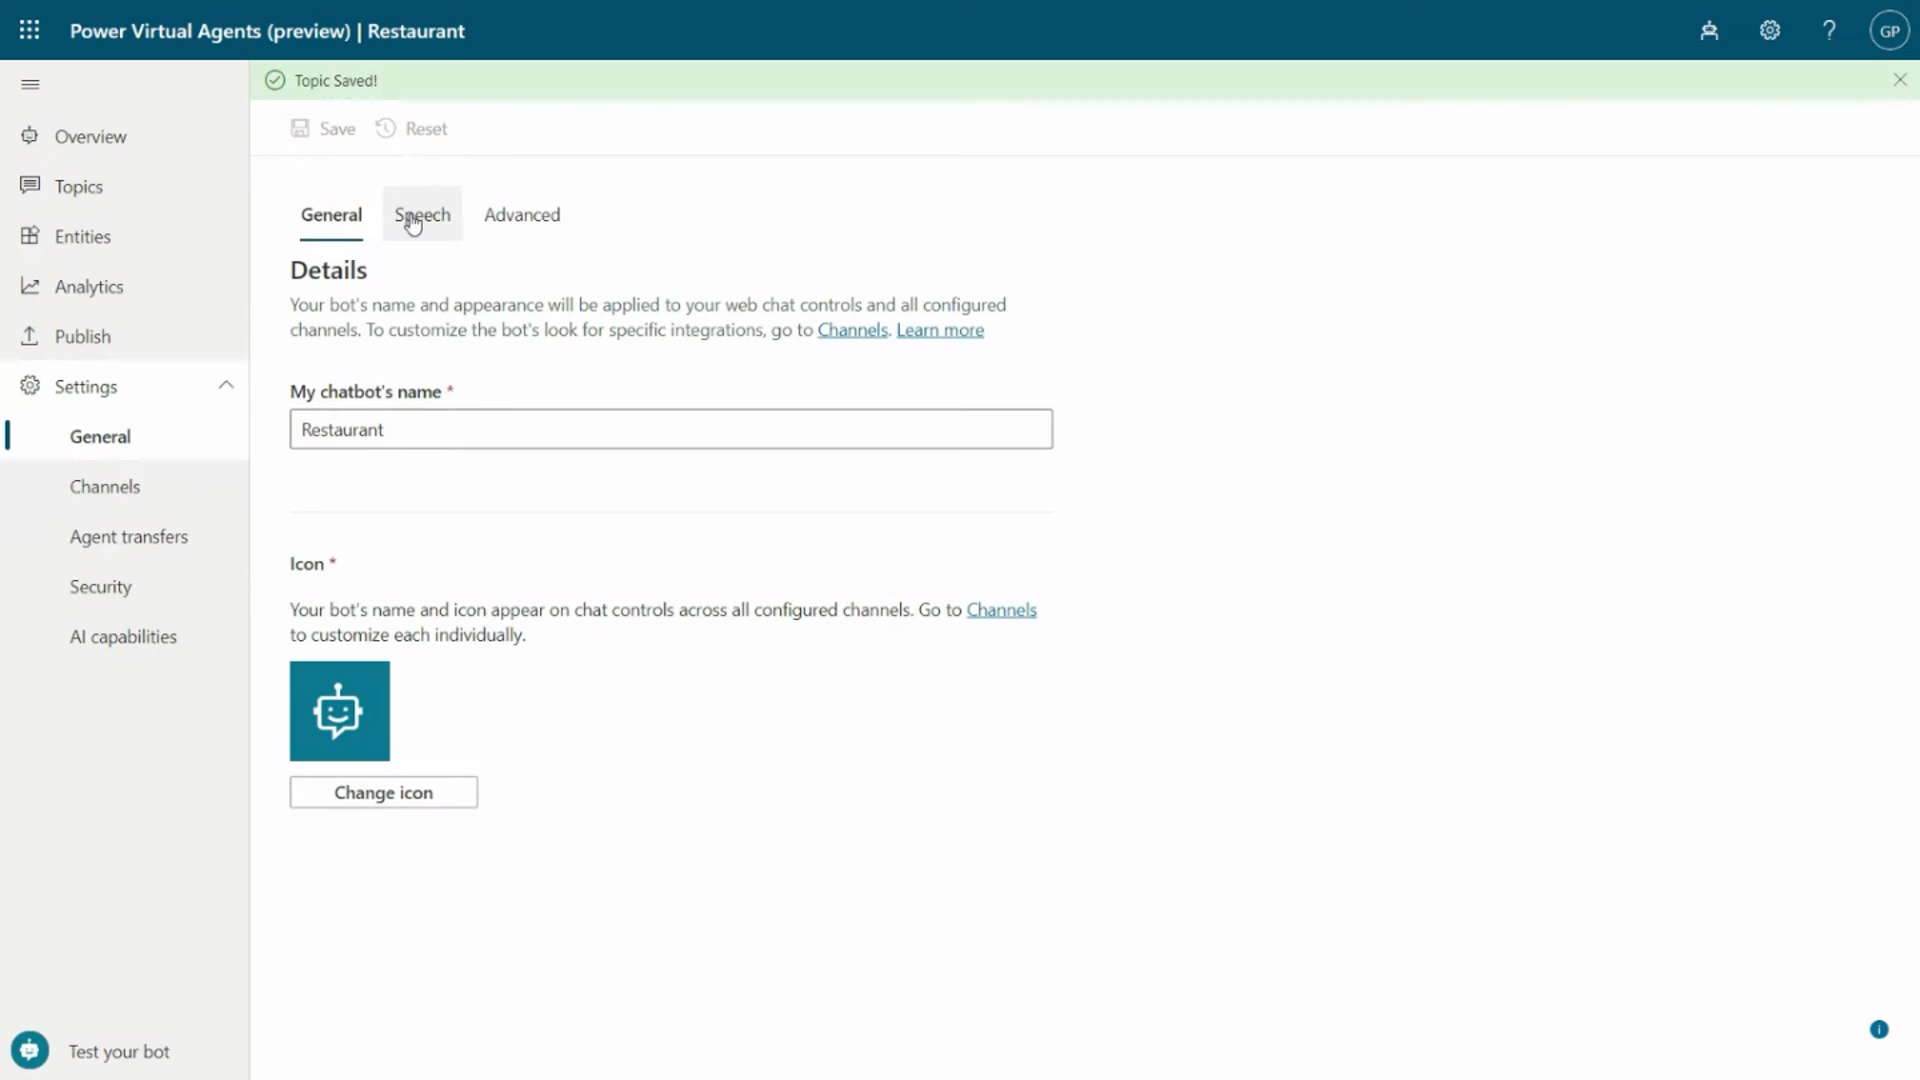 Power Virtual Agents (preview) | Restaurant
GP
Topic Saved!
Save
Reset
Overview
Topics
Entities
Analytics
Publish
Settings
General
Channels
Agent transfers
Security
AI capabilities
Test your bot
General
Speech
Advanced
Details
Your bot's name and appearance will be applied to your web chat controls and all configured
channels. To customize the bot's look for specific integrations, go to Channels. Learn more
My chatbot's name *
Restaurant
Icon *
Your bot's name and icon appear on chat controls across all configured channels. Go to Channels
to customize each individually.
Change icon